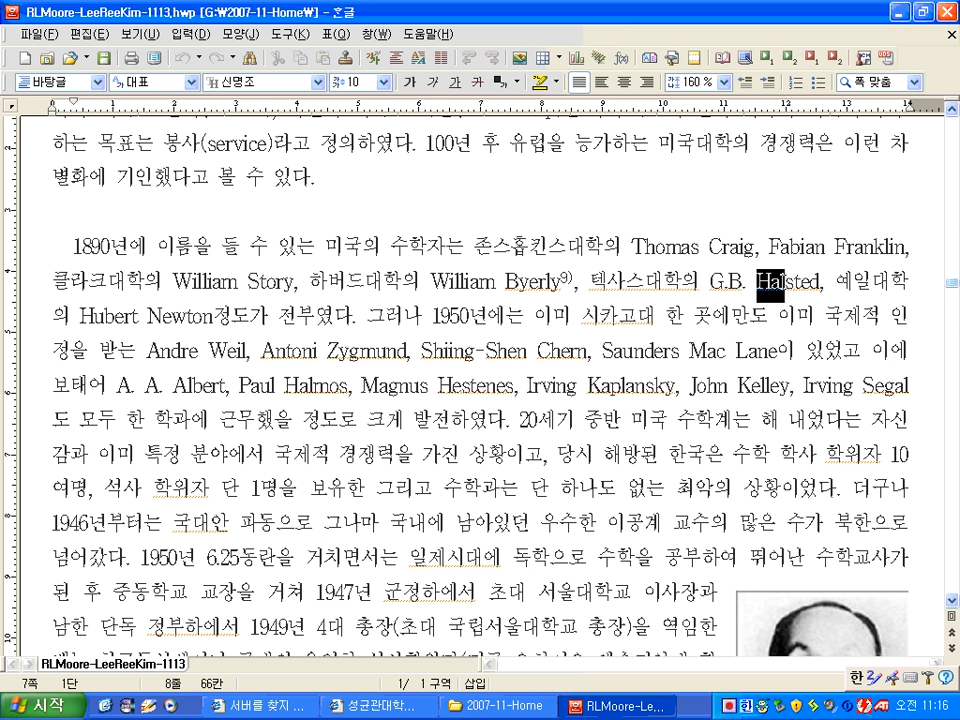 RLMoore-LeeReeKim-1113.hwp [G:₩2007-11-Home₩] - 한글
파일(F) 편집(E) 보기(U) 입력(D) 모양(J) 도구(K) 표(Q) 창(W) 도움말(H)
바탕글 대표 신명조 10 가 가 가 가 160 % 폭 맞춤
0 1 2 3 4 5 6 7 8 9 10 11 12 13 14
하는 목표는 봉사(service)라고 정의하였다. 100년 후 유럽을 능가하는 미국대학의 경쟁력은 이런 차
별화에 기인했다고 볼 수 있다.
1890년에 이름을 들 수 있는 미국의 수학자는 존스홉킨스대학의 Thomas Craig, Fabian Franklin,
클라크대학의 William Story, 하버드대학의 William Byerly9), 텍사스대학의 G.B. Halsted, 예일대학
의 Hubert Newton정도가 전부였다. 그러나 1950년에는 이미 시카고대 한 곳에만도 이미 국제적 인
정을 받는 Andre Weil, Antoni Zygmund, Shiing-Shen Chern, Saunders Mac Lane이 있었고 이에
보태어 A. A. Albert, Paul Halmos, Magnus Hestenes, Irving Kaplansky, John Kelley, Irving Segal
도 모두 한 학과에 근무했을 정도로 크게 발전하였다. 20세기 중반 미국 수학계는 해 내었다는 자신
감과 이미 특정 분야에서 국제적 경쟁력을 가진 상황이고, 당시 해방된 한국은 수학 학사 학위자 10
여명, 석사 학위자 단 1명을 보유한 그리고 수학과는 단 하나도 없는 최악의 상황이었다. 더구나
1946년부터는 국대안 파동으로 그나마 국내에 남아있던 우수한 이공계 교수의 많은 수가 북한으로
넘어갔다. 1950년 6.25동란을 거치면서는 일제시대에 독학으로 수학을 공부하여 뛰어난 수학교사가
된 후 중동학교 교장을 거쳐 1947년 군정하에서 초대 서울대학교 이사장과
남한 단독 정부하에서 1949년 4대 총장(초대 국립서울대학교 총장)을 역임한
RLMoore-LeeReeKim-1113
7쪽 1단 8줄 66칸 1/ 1 구역 삽입
시작 서버를 찾지 ... 성균관대학... 2007-11-Home RLMoore-Le... 오전 11:16